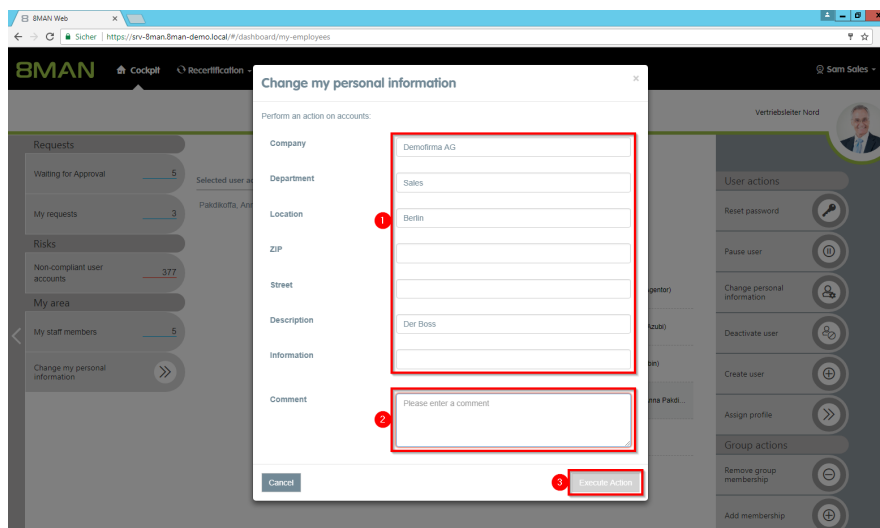 8MAN Web
Sicher
https://srv-8man.8man-demo.local/#/dashboard/my-employees
8MAN
Cockpit
Recertification
Sam Sales
Vertriebsleiter Nord
Requests
Waiting for Approval 5
My requests 3
Risks
Non-compliant user
accounts 377
My area
My staff members 5
Change my personal
information
Selected user
Change my personal information
×
Perform an action on accounts:
Company Demofirma AG
Department Sales
1
Location Berlin
ZIP
Street
Description Der Boss
Information
Comment Please enter a comment
2
Cancel
3
Execute Action
User actions
Reset password
Pause user
Change personal
information
Deactivate user
Create user
Assign profile
Group actions
Remove group
membership
Add membership